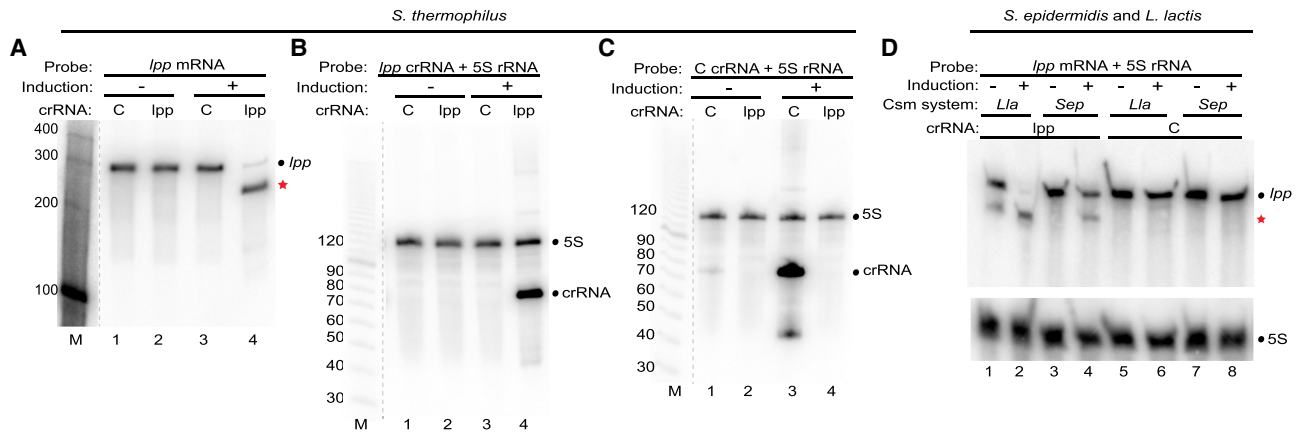 S. thermophilus
S. epidermidis and L. lactis
A
Probe: lpp mRNA
Induction: - +
crRNA: C lpp C lpp
400
300
200
100
lpp
M 1 2 3 4
B
Probe: lpp crRNA + 5S rRNA
Induction: - +
crRNA: C lpp C lpp
120
90
80
70
60
50
40
30
5S
crRNA
M 1 2 3 4
C
Probe: C crRNA + 5S rRNA
Induction: - +
crRNA: C lpp C lpp
120
90
80
70
60
50
40
30
5S
crRNA
M 1 2 3 4
D
Probe: lpp mRNA + 5S rRNA
Induction: - + - + - + - +
Csm system: Lla Sep Lla Sep
crRNA: lpp C
lpp
5S
1 2 3 4 5 6 7 8